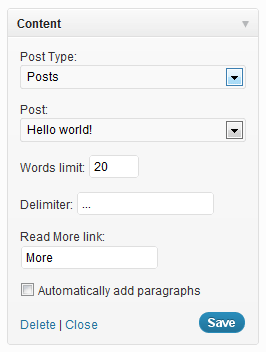 Content
Post Type:
Posts
Post:
Hello world!
Words limit: 20
Delimiter: ...
Read More link:
More
Automatically add paragraphs
Delete | Close Save